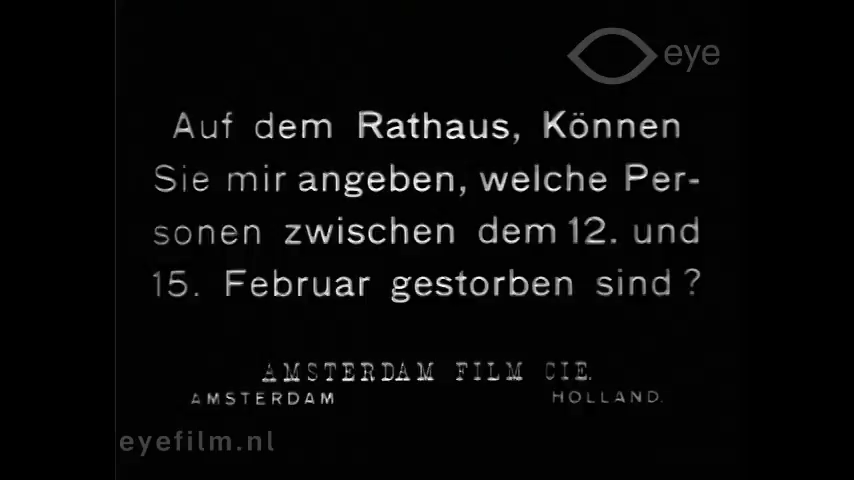 eye
Auf dem Rathaus, Können
Sie mir angeben, welche Per-
sonen zwischen dem 12. und
15. Februar gestorben sind ?
AMSTERDAM FILM CIE.
AMSTERDAM HOLLAND.
eyefilm.nl